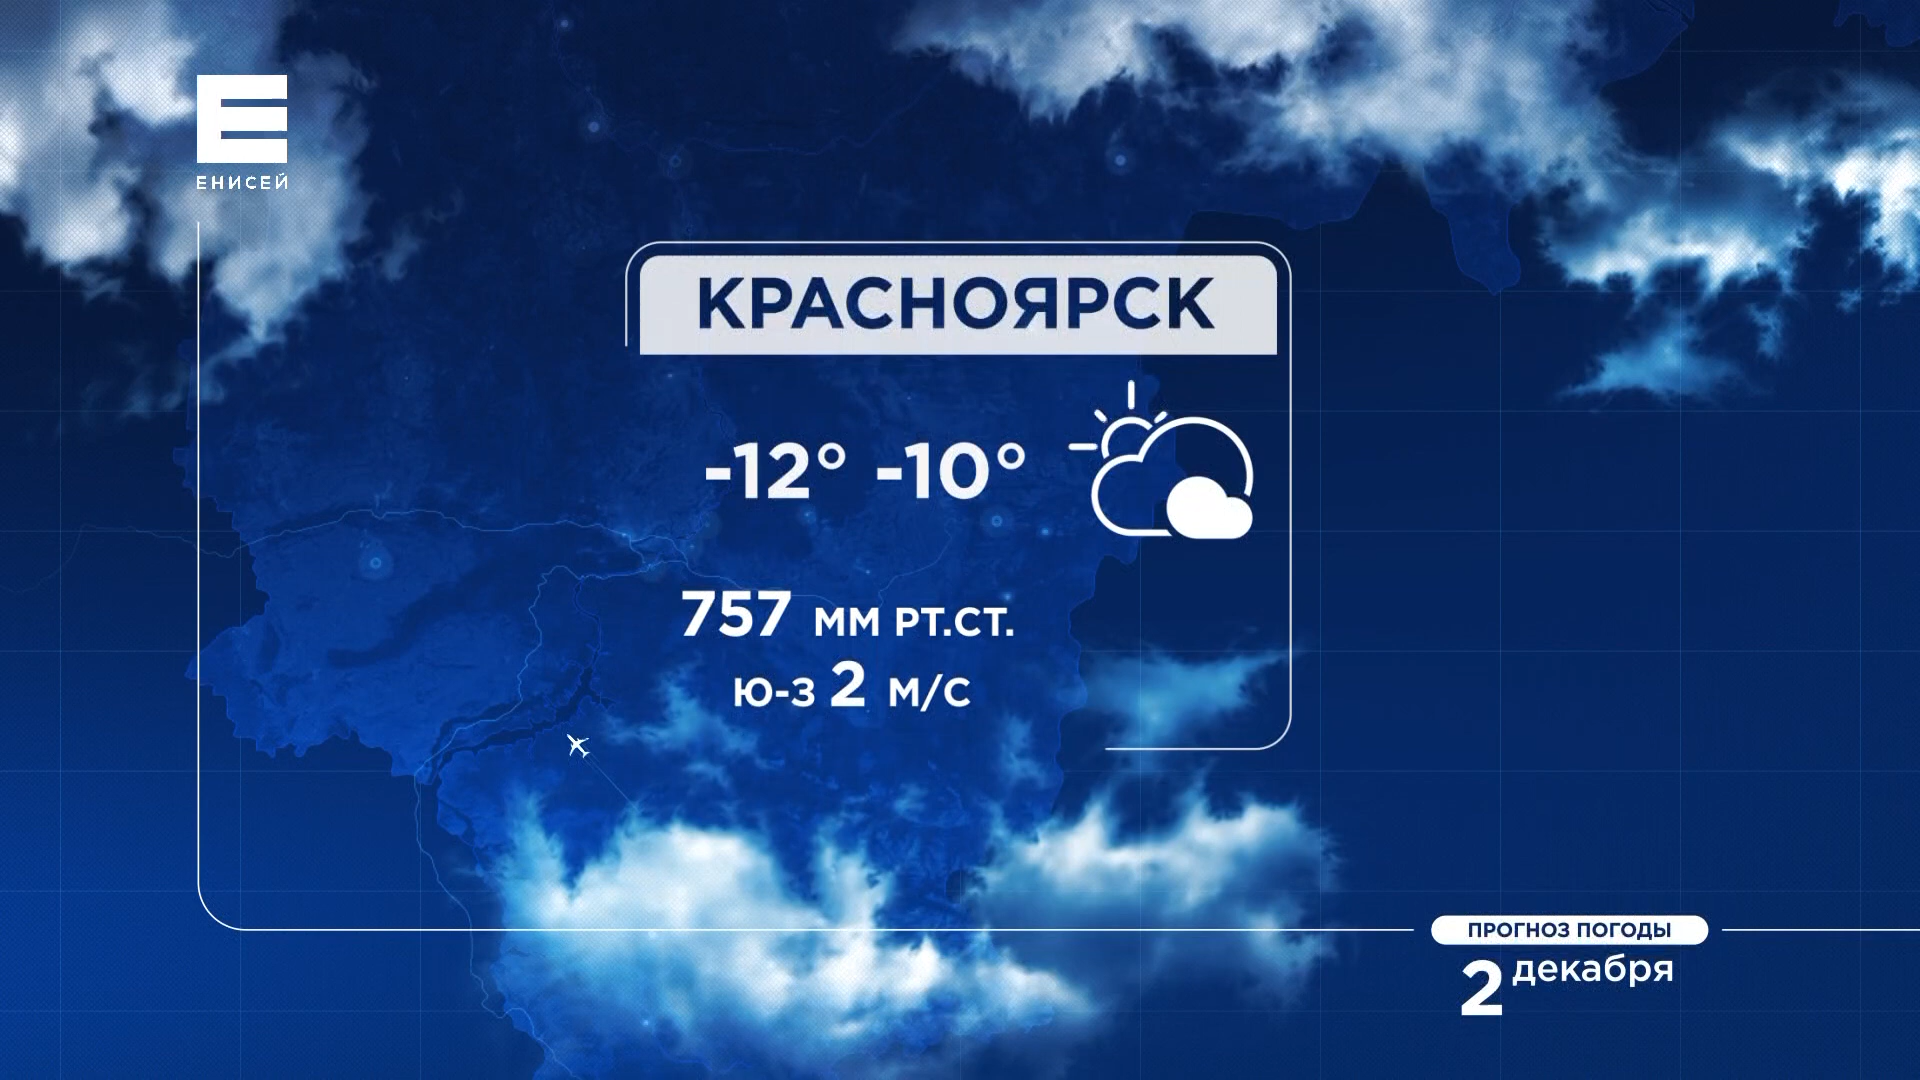 ЕНИСЕЙ
КРАСНОЯРСК
-12° -10°
757 ММ РТ.СТ.
Ю-З 2 М/С
ПРОГНОЗ ПОГОДЫ
2 декабря